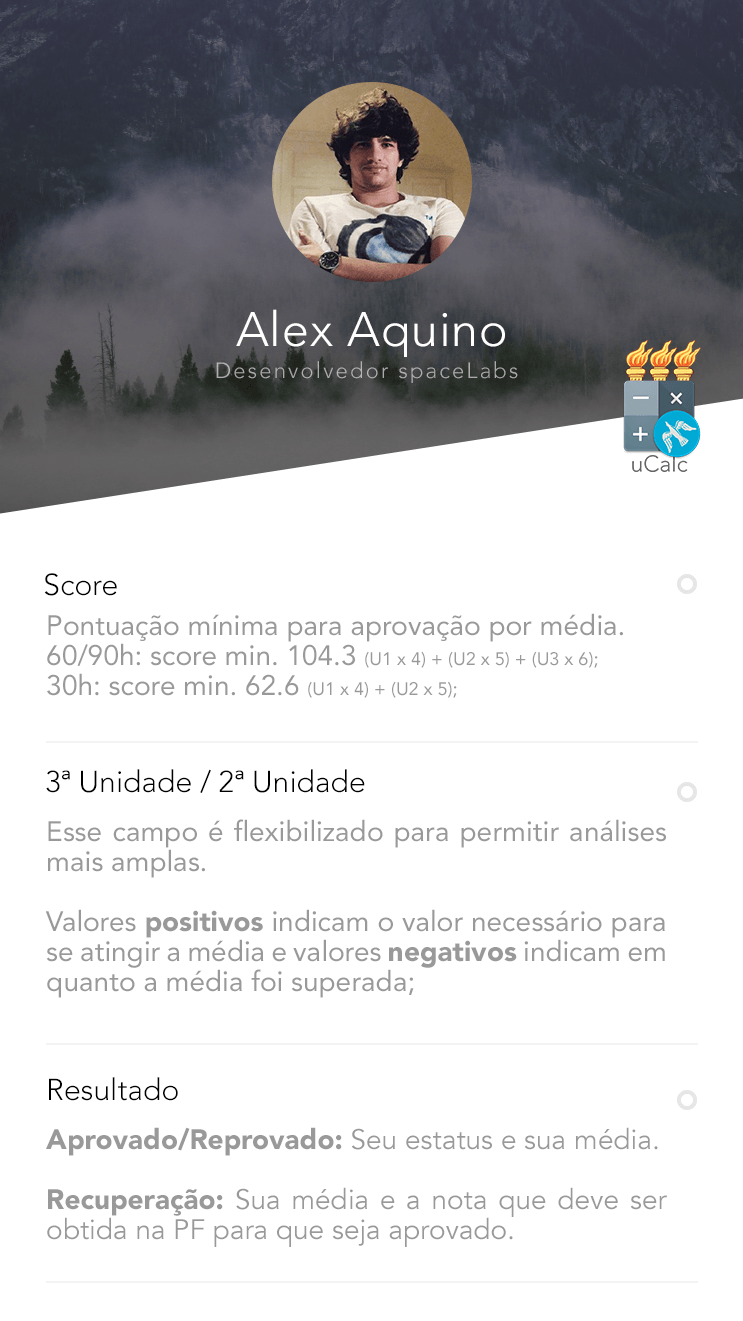 Alex Aquino
Desenvolvedor spaceLabs
uCalc
Score
Pontuação mínima para aprovação por média.
60/90h: score min. 104.3 (U1 x 4) + (U2 x 5) + (U3 x 6);
30h: score min. 62.6 (U1 x 4) + (U2 x 5);
3ª Unidade / 2ª Unidade
Esse campo é flexibilizado para permitir análises
mais amplas.
Valores positivos indicam o valor necessário para
se atingir a média e valores negativos indicam em
quanto a média foi superada;
Resultado
Aprovado/Reprovado: Seu estatus e sua média.
Recuperação: Sua média e a nota que deve ser
obtida na PF para que seja aprovado.